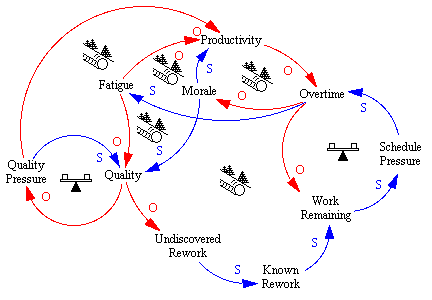 O
Productivity
O
O
S
O
Fatigue
S
Morale
O
Overtime
O
S
S
O
Quality
Pressure
S
Quality
Schedule
Pressure
O
O
O
Work
Remaining
S
Undiscovered
Rework
S
Known
Rework
S